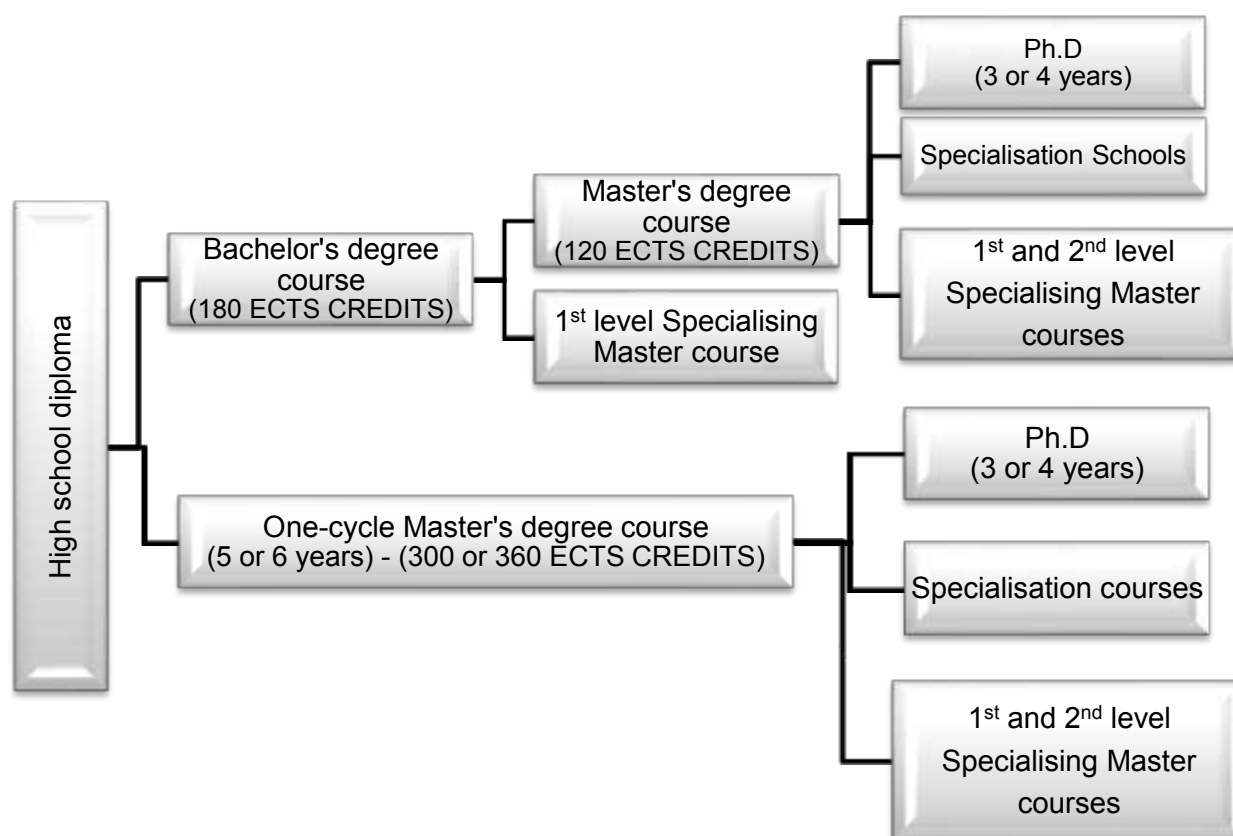 High school diploma
Bachelor's degree
course
(180 ECTS CREDITS)
Master's degree
course
(120 ECTS CREDITS)
1st level Specialising
Master course
Ph.D
(3 or 4 years)
Specialisation Schools
1st and 2nd level
Specialising Master
courses
One-cycle Master's degree course
(5 or 6 years) - (300 or 360 ECTS CREDITS)
Ph.D
(3 or 4 years)
Specialisation courses
1st and 2nd level
Specialising Master
courses